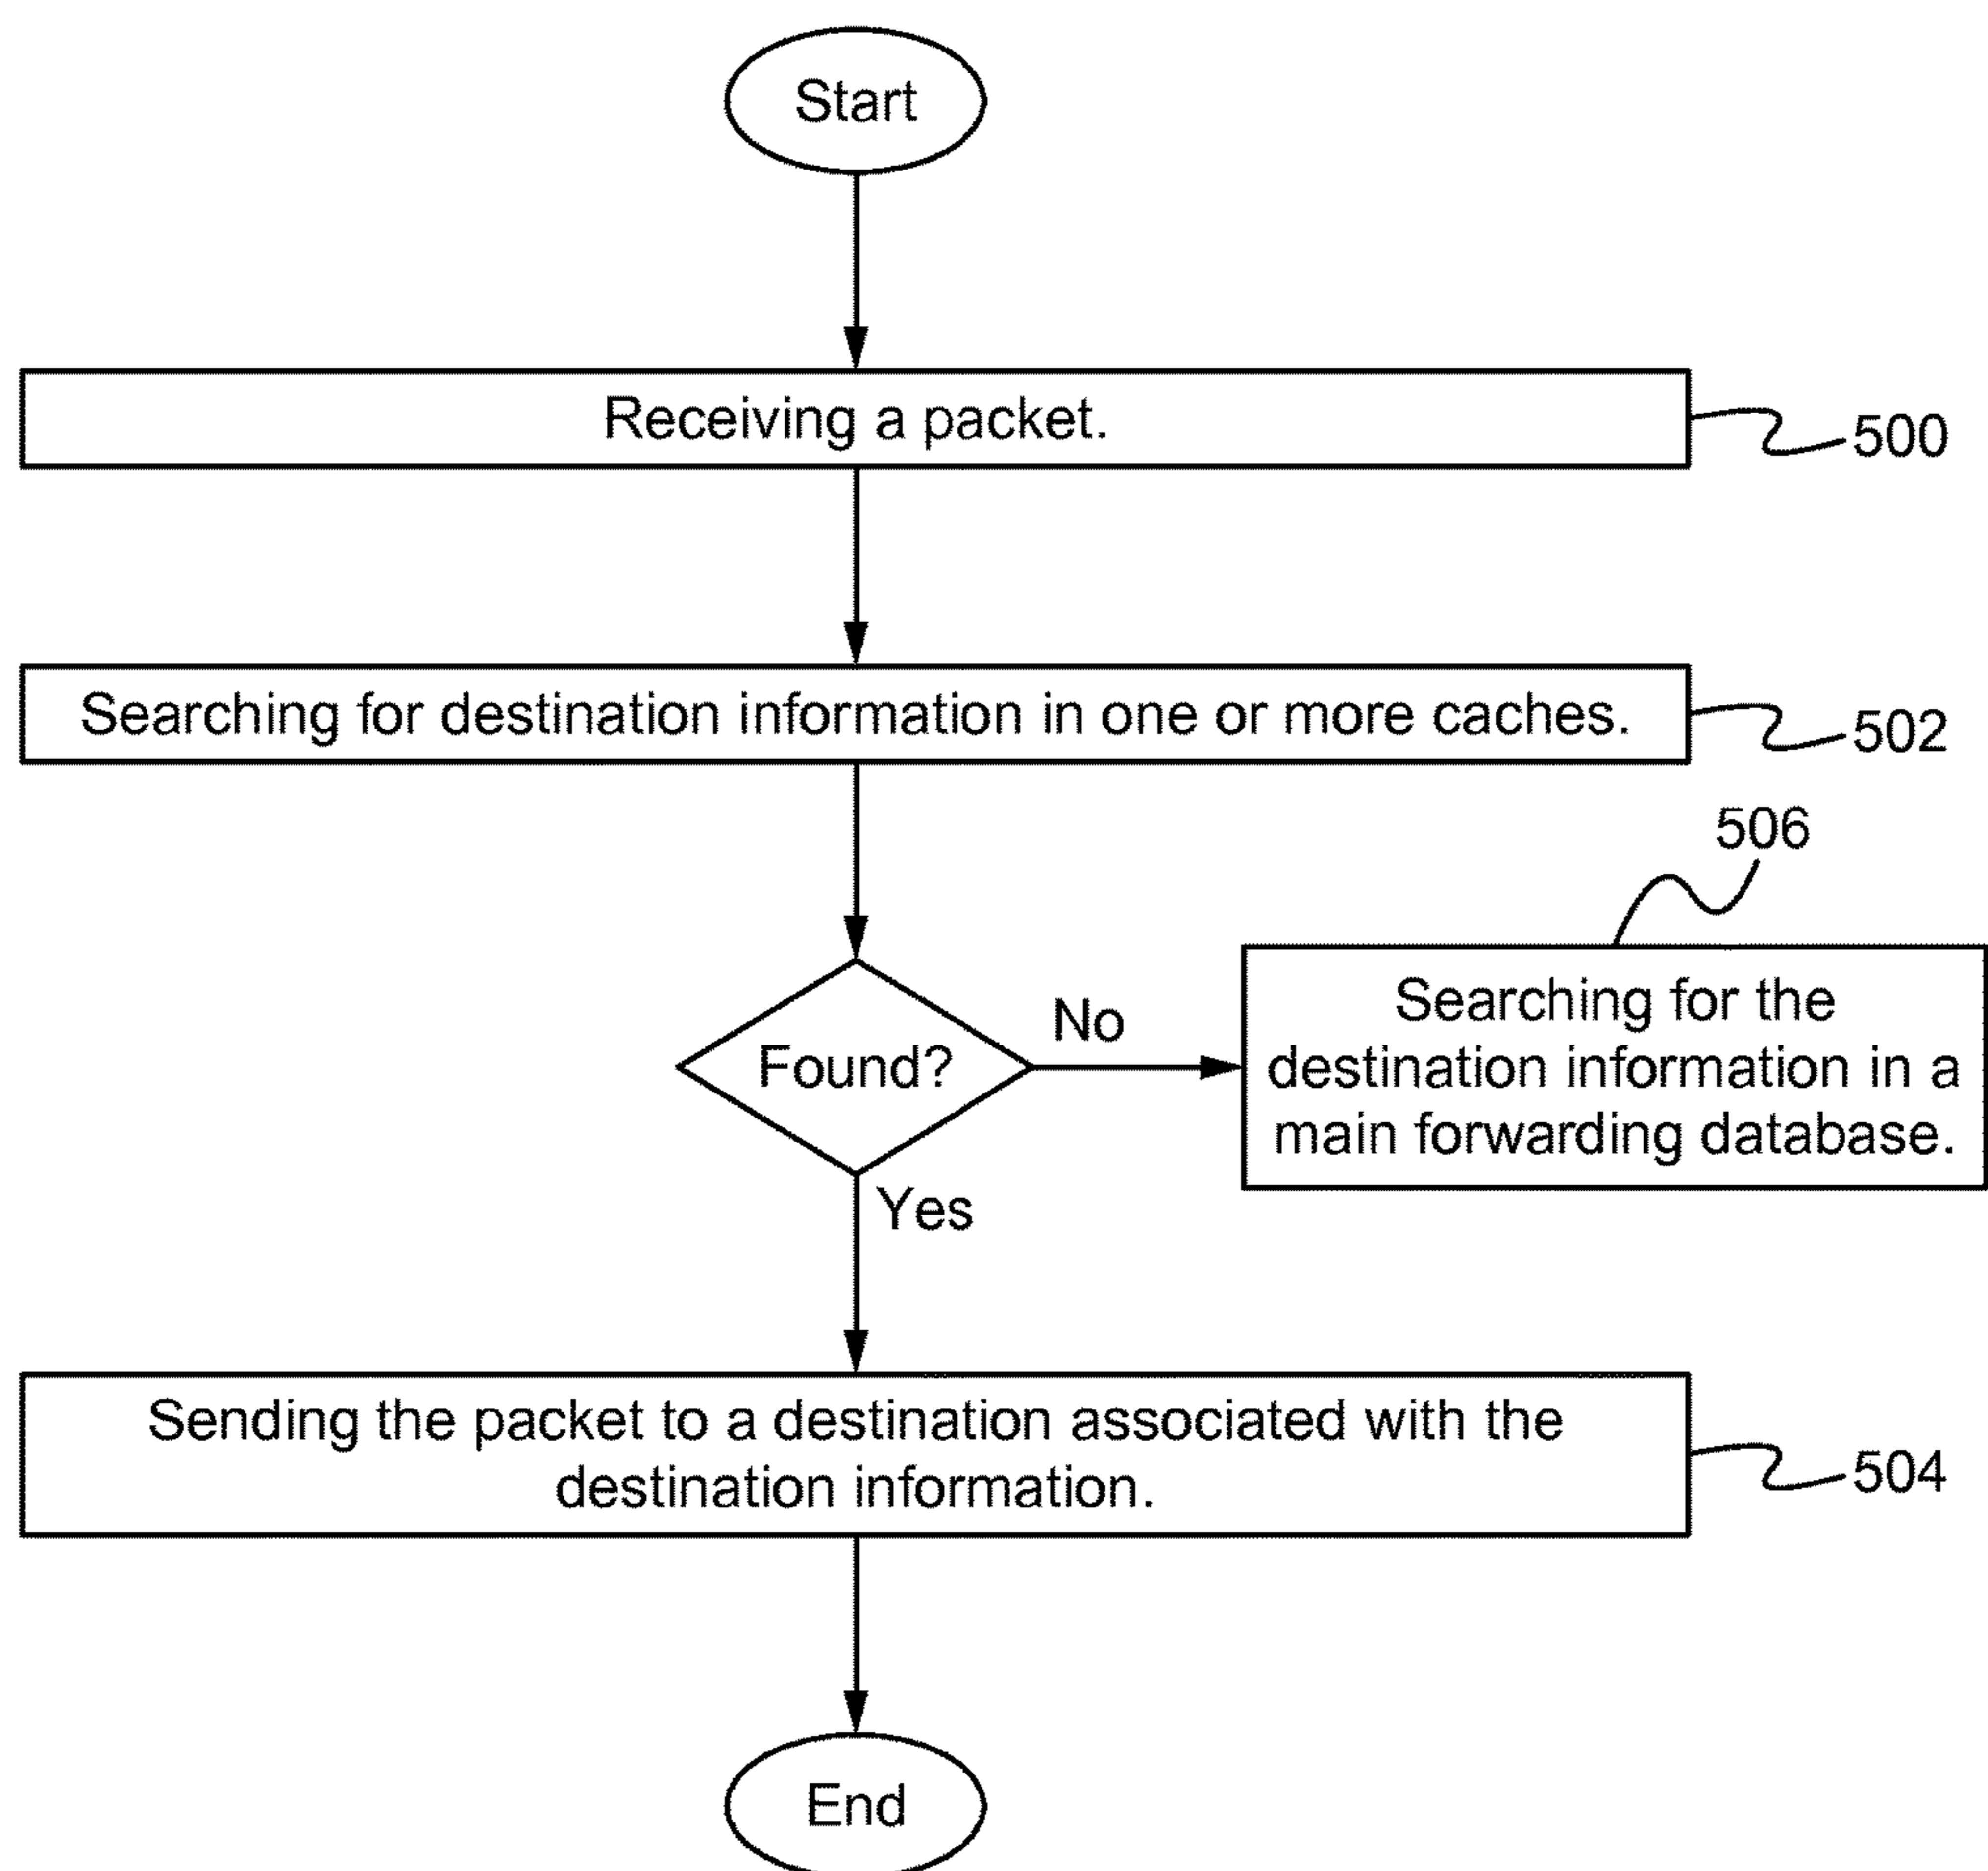 Start
Receiving a packet.
500
Searching for destination information in one or more caches.
502
506
Found?
No
Searching for the
destination information in a
main forwarding database.
Yes
Sending the packet to a destination associated with the
destination information.
504
End